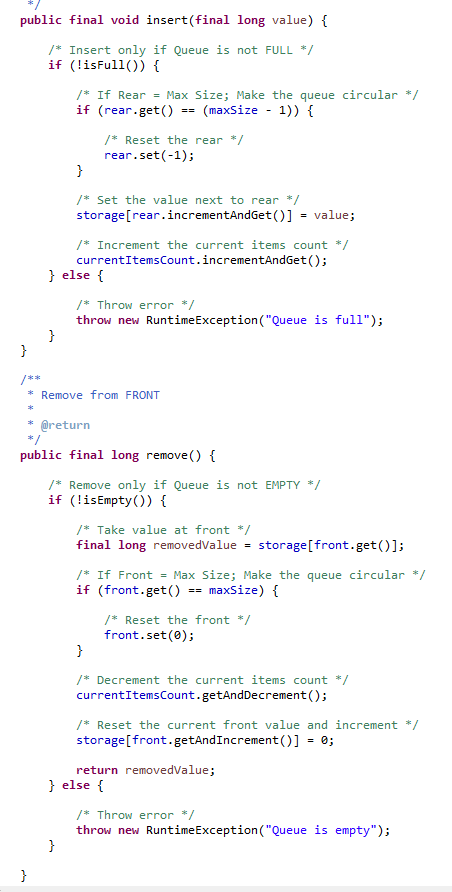 */
public final void insert(final long value) {
/* Insert only if Queue is not FULL */
if (!isFull()) {
/* If Rear = Max Size; Make the queue circular */
if (rear.get() == (maxSize - 1)) {
/* Reset the rear */
rear.set(-1);
}
/* Set the value next to rear */
storage[rear.incrementAndGet()] = value;
/* Increment the current items count */
currentItemsCount.incrementAndGet();
} else {
/* Throw error */
throw new RuntimeException("Queue is full");
}
}
/**
* Remove from FRONT
*
* @return
*/
public final long remove() {
/* Remove only if Queue is not EMPTY */
if (!isEmpty()) {
/* Take value at front */
final long removedValue = storage[front.get()];
/* If Front = Max Size; Make the queue circular */
if (front.get() == maxSize) {
/* Reset the front */
front.set(0);
}
/* Decrement the current items count */
currentItemsCount.getAndDecrement();
/* Reset the current front value and increment */
storage[front.getAndIncrement()] = 0;
return removedValue;
} else {
/* Throw error */
throw new RuntimeException("Queue is empty");
}
}